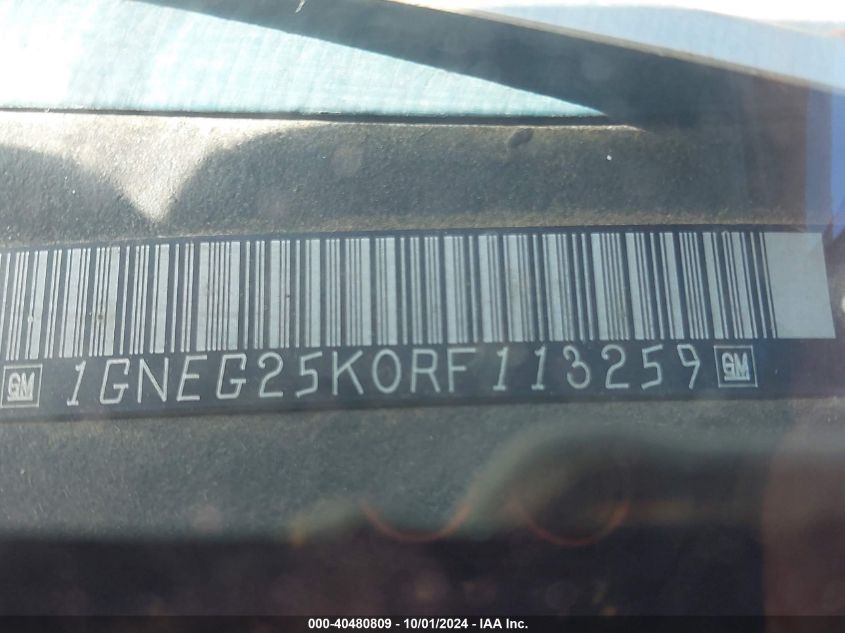 GM 1GNEG25K0RF113259 GM
000-40480809 - 10/01/2024 - IAA Inc.